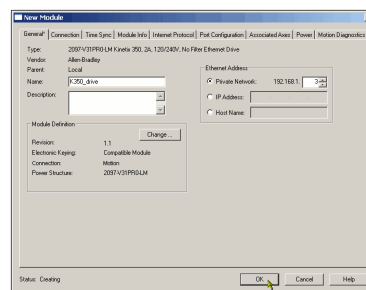 New Module
General* Connection Time Sync Module Info Internet Protocol Port Configuration Associated Axes Power Motion Diagnostics
Type: 2097-V31PR0-LM Kinetix 350, 2A, 120/240V, No Filter Ethernet Drive
Vendor: Allen-Bradley
Parent: Local
Name: K350_drive
Description:
Ethernet Address
Private Network: 192.168.1. 3
IP Address:
Host Name:
Module Definition
Change ...
Revision: 1.1
Electronic Keying: Compatible Module
Connection: Motion
Power Structure: 2097-V31PR0-LM
Status: Creating
OK Cancel Help